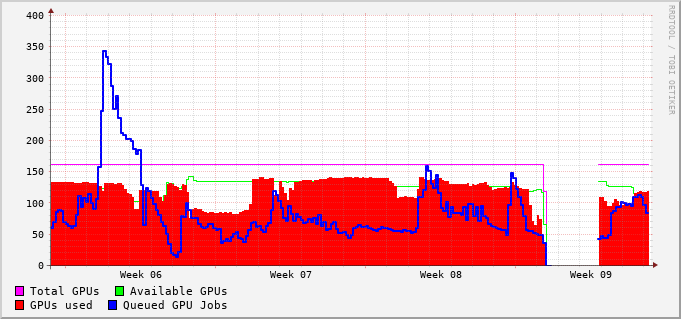 400
350
300
250
200
150
100
50
0
Week 06 Week 07 Week 08 Week 09
Total GPUs Available GPUs
GPUs used Queued GPU Jobs
RRDTOOL / TOBI OETIKER